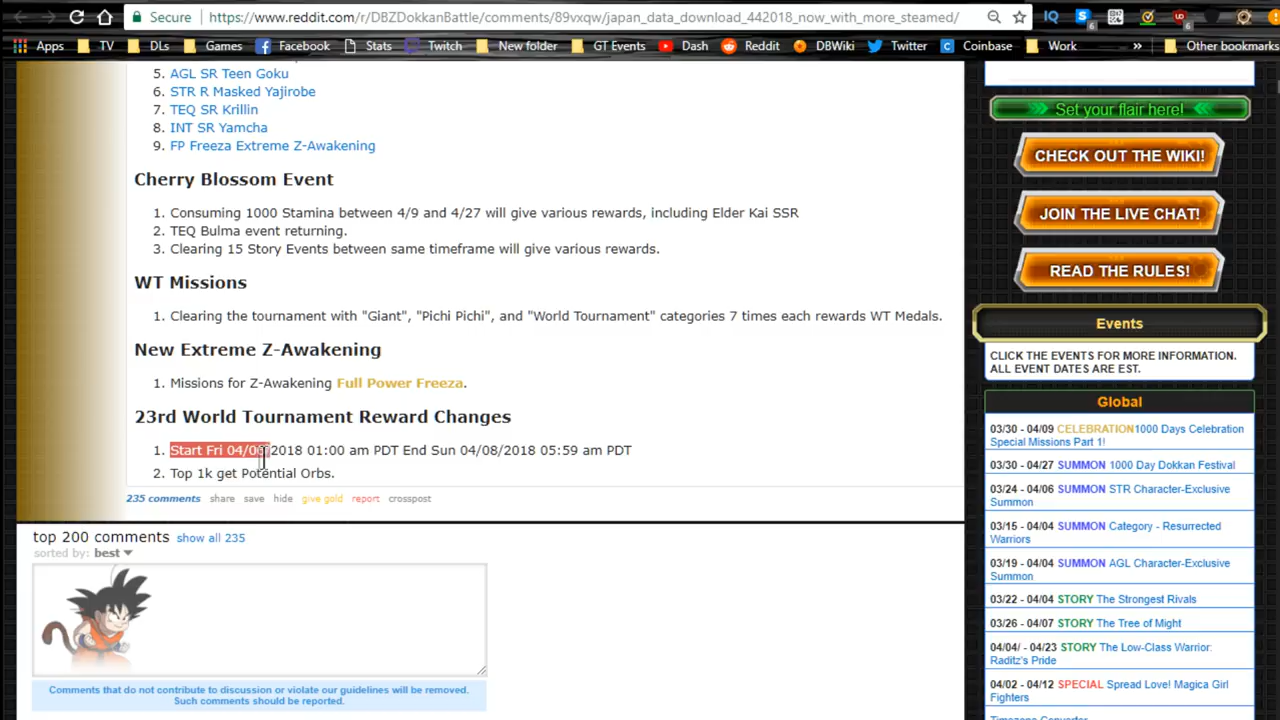 Secure https://www.reddit.com/r/DBZDokkanBattle/comments/89vxqw/japan_data_download_442018_now_with_more_steamed/
Apps TV DLs Games Facebook Stats Twitch New folder GT Events Dash Reddit DBWiki Twitter Coinbase Work » Other bookmarks
5. AGL SR Teen Goku
6. STR R Masked Yajirobe
7. TEQ SR Krillin
8. INT SR Yamcha
9. FP Freeza Extreme Z-Awakening
Cherry Blossom Event
1. Consuming 1000 Stamina between 4/9 and 4/27 will give various rewards, including Elder Kai SSR
2. TEQ Bulma event returning.
3. Clearing 15 Story Events between same timeframe will give various rewards.
WT Missions
1. Clearing the tournament with "Giant", "Pichi Pichi", and "World Tournament" categories 7 times each rewards WT Medals.
New Extreme Z-Awakening
1. Missions for Z-Awakening Full Power Freeza.
23rd World Tournament Reward Changes
1. Start Fri 2018 01:00 am PDT End Sun 04/08/2018 05:59 am PDT
2. Top 1k get Potential Orbs.
235 comments share save hide give gold report crosspost
top 200 comments show all 235
sorted by: best
Comments that do not contribute to discussion or violate our guidelines will be removed.
Such comments should be reported.
Set your flair here!
CHECK OUT THE WIKI!
JOIN THE LIVE CHAT!
READ THE RULES!
Events
CLICK THE EVENTS FOR MORE INFORMATION.
ALL EVENT DATES ARE EST.
Global
03/30 - 04/09 CELEBRATION1000 Days Celebration
Special Missions Part 1!
03/30 - 04/27 SUMMON 1000 Day Dokkan Festival
03/24 - 04/06 SUMMON STR Character-Exclusive
Summon
03/15 - 04/04 SUMMON Category - Resurrected
Warriors
03/19 - 04/04 SUMMON AGL Character-Exclusive
Summon
03/22 - 04/04 STORY The Strongest Rivals
03/26 - 04/07 STORY The Tree of Might
04/04/ - 04/23 STORY The Low-Class Warrior:
Raditz's Pride
04/02 - 04/12 SPECIAL Spread Love! Magica Girl
Fighters
Timezone Converter